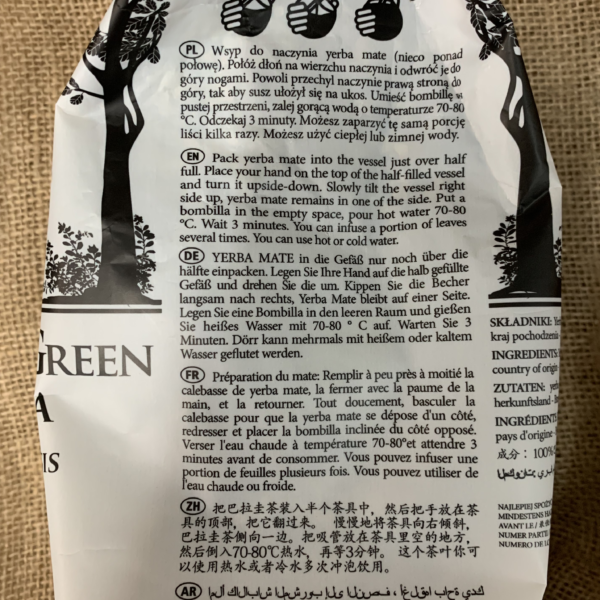 PL Wsyp do naczynia yerba mate (nieco ponad
połowę). Połóż dłoń na wierzchu naczynia i odwróć je do
góry nogami. Powoli przechyl naczynie prawą stroną do
góry, tak aby susz ułożył się na ukos. Umieść bombillę w
pustej przestrzeni, zalej gorącą wodą o temperaturze 70-80
°C. Odczekaj 3 minuty. Możesz zaparzyć tę samą porcję
liści kilka razy. Możesz użyć ciepłej lub zimnej wody.
EN Pack yerba mate into the vessel just over half
full. Place your hand on the top of the half-filled vessel
and turn it upside-down. Slowly tilt the vessel right
side up, yerba mate remains in one of the side. Put a
bombilla in the empty space, pour hot water 70-80
°C. Wait 3 minutes. You can infuse a portion of leaves
several times. You can use hot or cold water.
DE YERBA MATE in die Gefäß nur noch über die
hälfte einpacken. Legen Sie Ihre Hand auf die halb gefüllte
Gefäß und drehen Sie die um. Kippen Sie die Becher
langsam nach rechts, Yerba Mate bleibt auf einer Seite.
Legen Sie eine Bombilla in den leeren Raum und gießen
Sie heißes Wasser mit 70-80 ° C auf. Warten Sie 3
Minuten. Dörr kann mehrmals mit heißem oder kaltem
Wasser geflutet werden.
FR Préparation du mate: Remplir à peu près à moitié la
calebasse de yerba mate, la fermer avec la paume de la
main, et la retourner. Tout doucement, basculer la
calebasse pour que la yerba mate se dépose d'un côté,
redresser et placer la bombilla inclinée du côté opposé.
Verser l'eau chaude à température 70-80°et attendre 3
minutes avant de consommer. Vous pouvez infuser une
portion de feuilles plusieurs fois. Vous pouvez utiliser de
l'eau chaude ou froide.
ZH 把巴拉圭茶装入半个茶具中，然后把手放在茶
具的顶部，把它翻过来。 慢慢地将茶具向右倾斜，
巴拉圭茶侧向一边。把吸管放在茶具里空的地方，
然后倒入70-80℃热水，再等3分钟。 这个茶叶你可
以使用热水或者冷水多次冲泡饮用。
AR
GREEN
A
IS
SKŁADNIKI:
kraj pochodzenia
INGREDIENTS:
country of origin
ZUTATEN:
herkunftsland
INGRÉDIENTS
pays d'origine
成分：100%
NAJLEPIEJ
MINDESTENS
AVANT LE /
NUMER PARTII
NUMERO DE